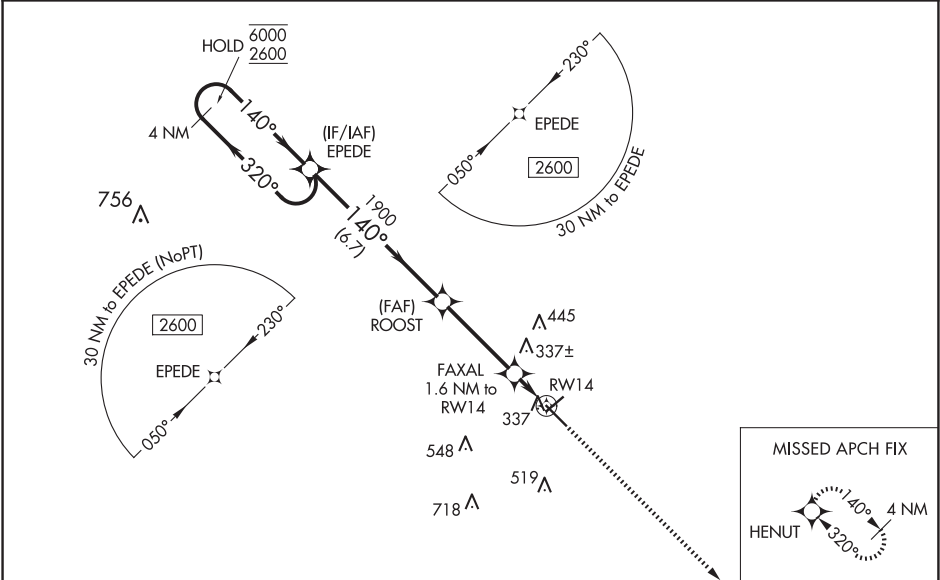 HOLD 6000
2600
140°
4 NM
320°
(IF/IAF)
EPEDE
230°
EPEDE
050°
2600
30 NM to EPEDE
756
1900
140°
(6.7)
30 NM to EPEDE (NoPT)
2600
230°
EPEDE
050°
(FAF)
ROOST
445
337±
FAXAL
1.6 NM to
RW14
RW14
337
548
519
718
MISSED APCH FIX
140°
4 NM
HENUT
320°